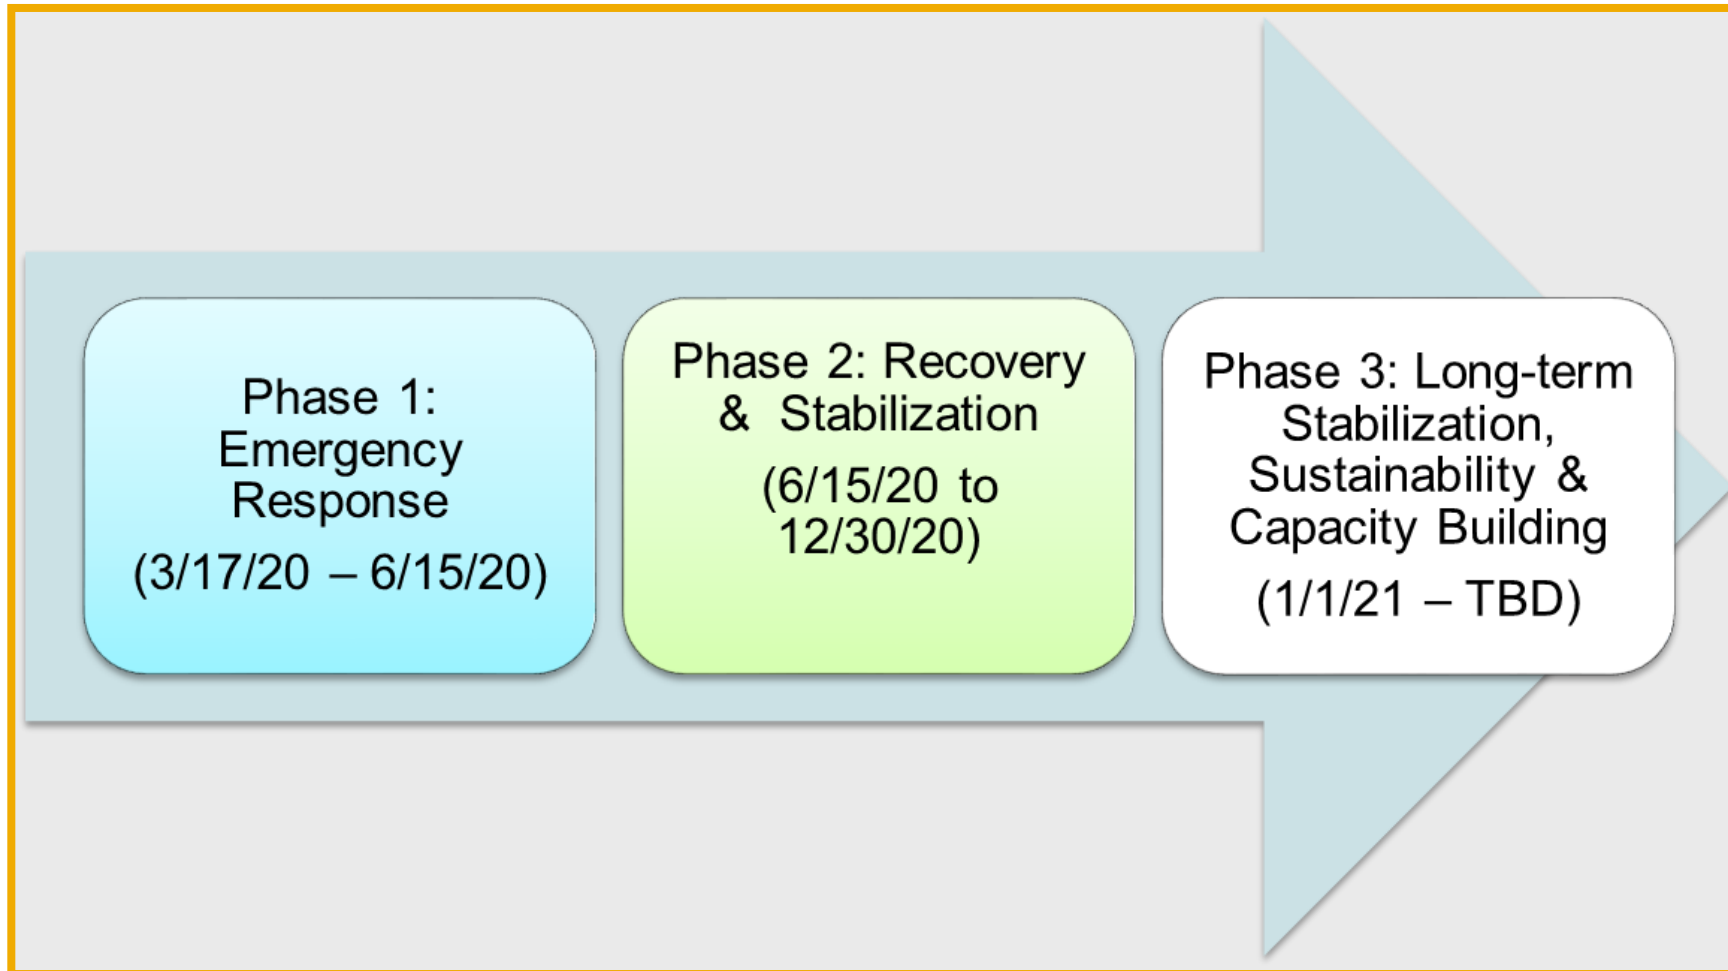 Phase 1:
Emergency
Response
(3/17/20 – 6/15/20)
Phase 2: Recovery
& Stabilization
(6/15/20 to
12/30/20)
Phase 3: Long-term
Stabilization,
Sustainability &
Capacity Building
(1/1/21 – TBD)